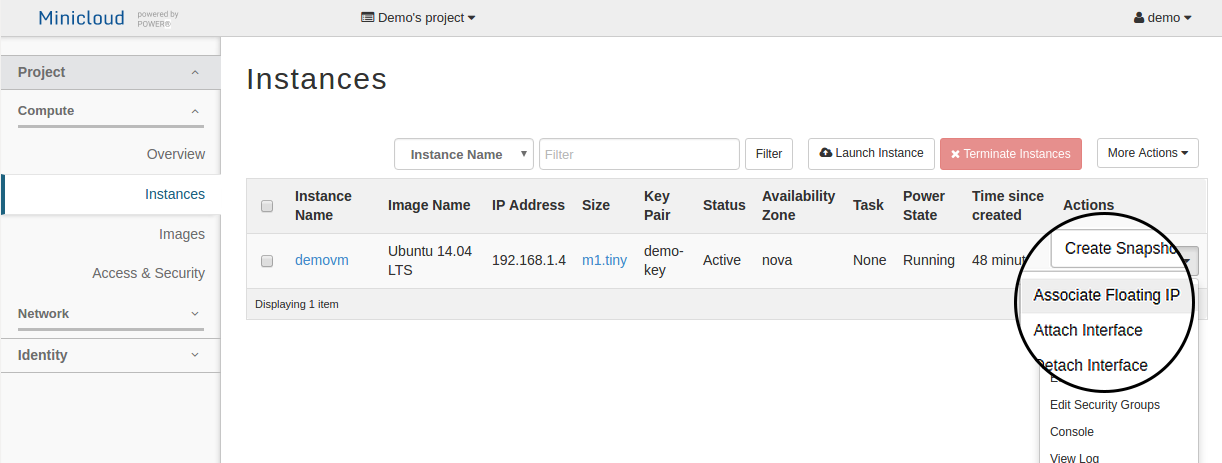 Minicloud powered by POWER®
Demo's project
demo
Project
Compute
Overview
Instances
Images
Access & Security
Network
Identity
Instances
Instance Name
Filter
Filter
Launch Instance
Terminate Instances
More Actions
Instance Name
Image Name
IP Address
Size
Key Pair
Status
Availability Zone
Task
Power State
Time since created
Actions
demovm
Ubuntu 14.04 LTS
192.168.1.4
m1.tiny
demo-key
Active
nova
None
Running
48 minut
Create Snapsho
Displaying 1 item
Associate Floating IP
Attach Interface
Detach Interface
Edit Security Groups
Console
View Log